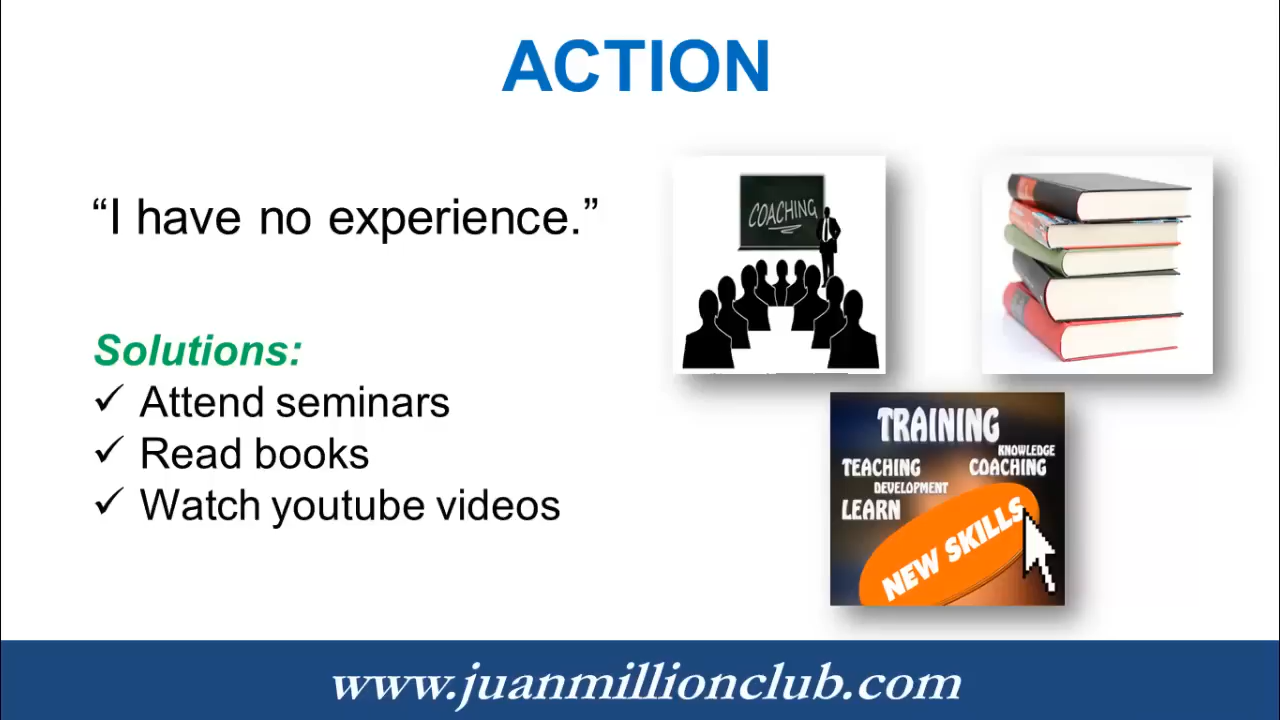 ACTION
“I have no experience.”
Solutions:
✓ Attend seminars
✓ Read books
✓ Watch youtube videos
COACHING
TRAINING
KNOWLEDGE
TEACHING COACHING
DEVELOPMENT
LEARN
NEW SKILLS
www.juanmillionclub.com